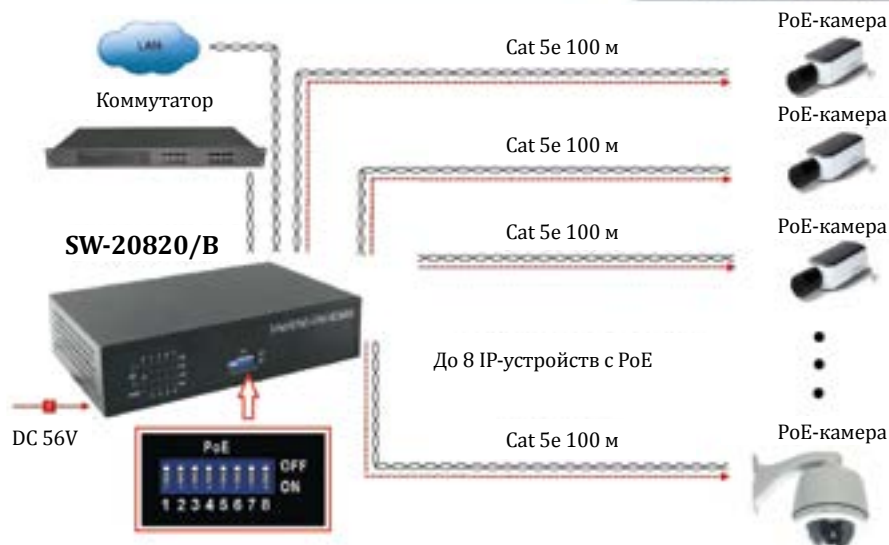 PoE-камера
LAN
Cat 5e 100 м
Коммутатор
PoE-камера
Cat 5e 100 м
PoE-камера
SW-20820/B
Cat 5e 100 м
До 8 IP-устройств с PoE
DC 56V
Cat 5e 100 м
PoE-камера
PoE
OFF
ON
1 2 3 4 5 6 7 8